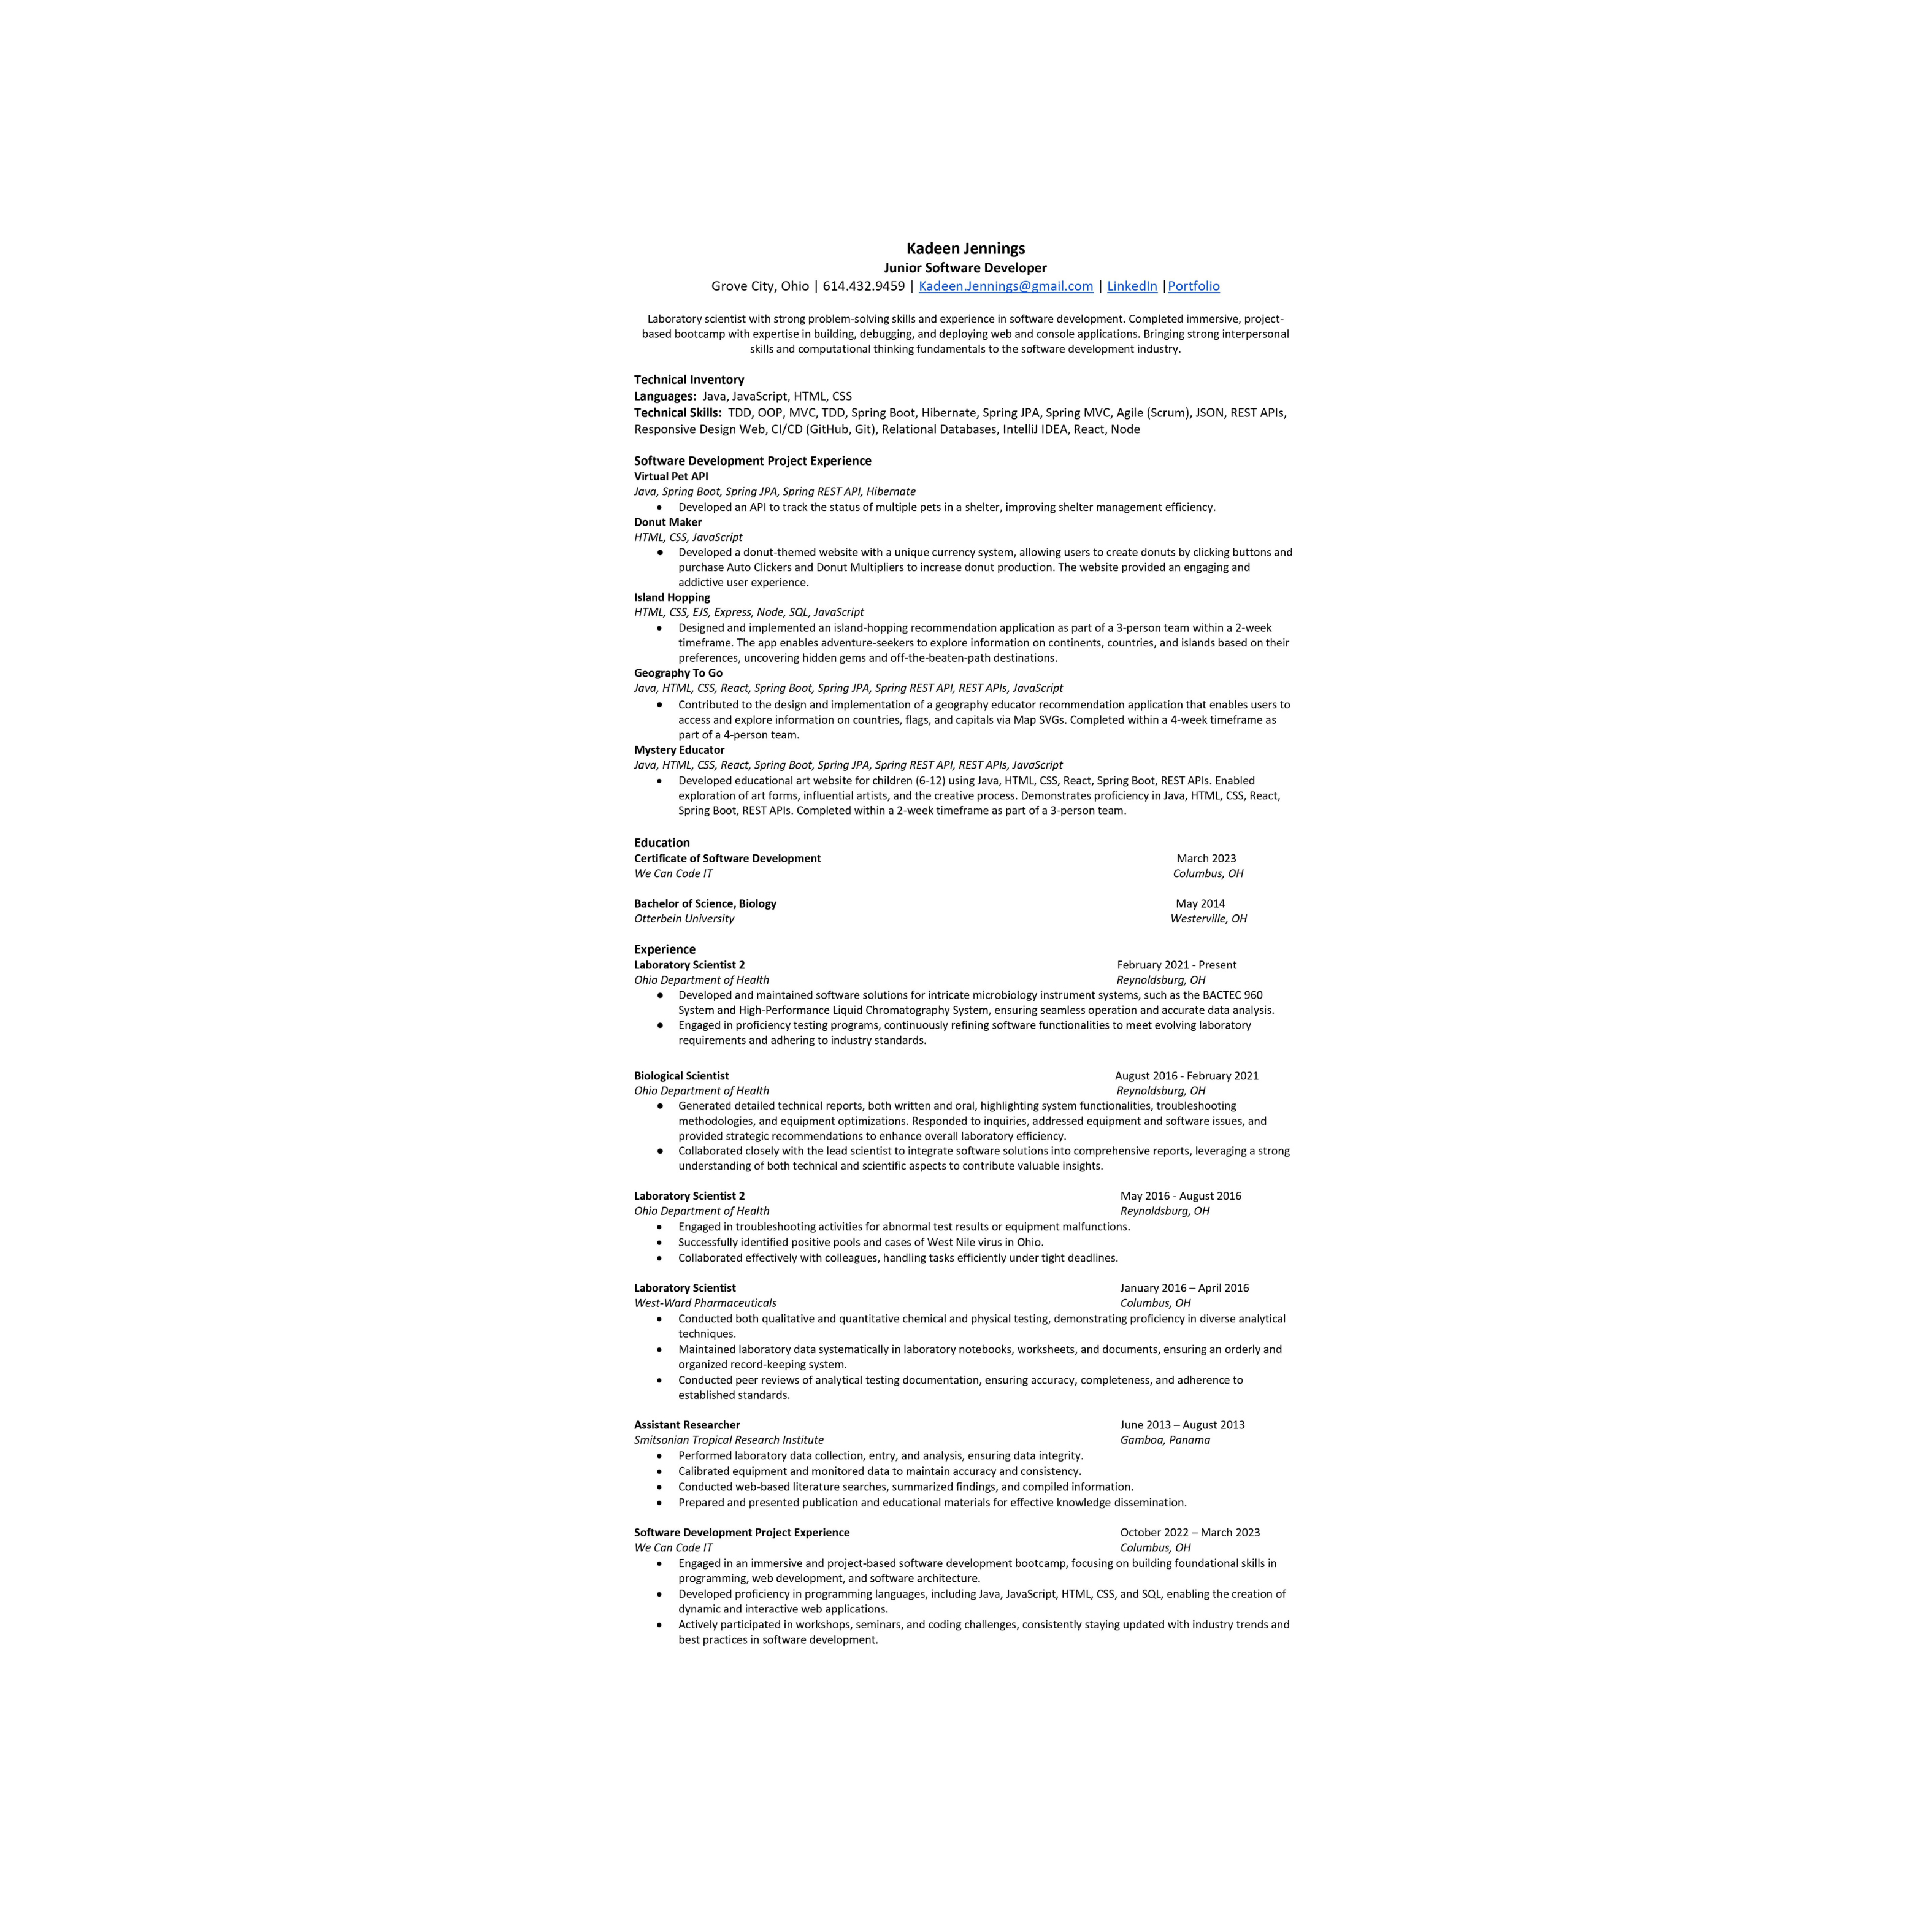 Kadeen Jennings
Junior Software Developer
Grove City, Ohio | 614.432.9459 | Kadeen.Jennings@gmail.com | LinkedIn |Portfolio
Laboratory scientist with strong problem-solving skills and experience in software development. Completed immersive, project-
based bootcamp with expertise in building, debugging, and deploying web and console applications. Bringing strong interpersonal
skills and computational thinking fundamentals to the software development industry.
Technical Inventory
Languages: Java, JavaScript, HTML, CSS
Technical Skills: TDD, OOP, MVC, TDD, Spring Boot, Hibernate, Spring JPA, Spring MVC, Agile (Scrum), JSON, REST APIs,
Responsive Design Web, CI/CD (GitHub, Git), Relational Databases, IntelliJ IDEA, React, Node
Software Development Project Experience
Virtual Pet API
Java, Spring Boot, Spring JPA, Spring REST API, Hibernate
• Developed an API to track the status of multiple pets in a shelter, improving shelter management efficiency.
Donut Maker
HTML, CSS, JavaScript
● Developed a donut-themed website with a unique currency system, allowing users to create donuts by clicking buttons and
purchase Auto Clickers and Donut Multipliers to increase donut production. The website provided an engaging and
addictive user experience.
Island Hopping
HTML, CSS, EJS, Express, Node, SQL, JavaScript
• Designed and implemented an island-hopping recommendation application as part of a 3-person team within a 2-week
timeframe. The app enables adventure-seekers to explore information on continents, countries, and islands based on their
preferences, uncovering hidden gems and off-the-beaten-path destinations.
Geography To Go
Java, HTML, CSS, React, Spring Boot, Spring JPA, Spring REST API, REST APIs, JavaScript
• Contributed to the design and implementation of a geography educator recommendation application that enables users to
access and explore information on countries, flags, and capitals via Map SVGs. Completed within a 4-week timeframe as
part of a 4-person team.
Mystery Educator
Java, HTML, CSS, React, Spring Boot, Spring JPA, Spring REST API, REST APIs, JavaScript
• Developed educational art website for children (6-12) using Java, HTML, CSS, React, Spring Boot, REST APIs. Enabled
exploration of art forms, influential artists, and the creative process. Demonstrates proficiency in Java, HTML, CSS, React,
Spring Boot, REST APIs. Completed within a 2-week timeframe as part of a 3-person team.
Education
Certificate of Software Development March 2023
We Can Code IT Columbus, OH
Bachelor of Science, Biology May 2014
Otterbein University Westerville, OH
Experience
Laboratory Scientist 2 February 2021 - Present
Ohio Department of Health Reynoldsburg, OH
● Developed and maintained software solutions for intricate microbiology instrument systems, such as the BACTEC 960
System and High-Performance Liquid Chromatography System, ensuring seamless operation and accurate data analysis.
● Engaged in proficiency testing programs, continuously refining software functionalities to meet evolving laboratory
requirements and adhering to industry standards.
Biological Scientist August 2016 - February 2021
Ohio Department of Health Reynoldsburg, OH
● Generated detailed technical reports, both written and oral, highlighting system functionalities, troubleshooting
methodologies, and equipment optimizations. Responded to inquiries, addressed equipment and software issues, and
provided strategic recommendations to enhance overall laboratory efficiency.
● Collaborated closely with the lead scientist to integrate software solutions into comprehensive reports, leveraging a strong
understanding of both technical and scientific aspects to contribute valuable insights.
Laboratory Scientist 2 May 2016 - August 2016
Ohio Department of Health Reynoldsburg, OH
• Engaged in troubleshooting activities for abnormal test results or equipment malfunctions.
• Successfully identified positive pools and cases of West Nile virus in Ohio.
• Collaborated effectively with colleagues, handling tasks efficiently under tight deadlines.
Laboratory Scientist January 2016 – April 2016
West-Ward Pharmaceuticals Columbus, OH
• Conducted both qualitative and quantitative chemical and physical testing, demonstrating proficiency in diverse analytical
techniques.
• Maintained laboratory data systematically in laboratory notebooks, worksheets, and documents, ensuring an orderly and
organized record-keeping system.
• Conducted peer reviews of analytical testing documentation, ensuring accuracy, completeness, and adherence to
established standards.
Assistant Researcher June 2013 – August 2013
Smitsonian Tropical Research Institute Gamboa, Panama
• Performed laboratory data collection, entry, and analysis, ensuring data integrity.
• Calibrated equipment and monitored data to maintain accuracy and consistency.
• Conducted web-based literature searches, summarized findings, and compiled information.
• Prepared and presented publication and educational materials for effective knowledge dissemination.
Software Development Project Experience October 2022 – March 2023
We Can Code IT Columbus, OH
• Engaged in an immersive and project-based software development bootcamp, focusing on building foundational skills in
programming, web development, and software architecture.
• Developed proficiency in programming languages, including Java, JavaScript, HTML, CSS, and SQL, enabling the creation of
dynamic and interactive web applications.
• Actively participated in workshops, seminars, and coding challenges, consistently staying updated with industry trends and
best practices in software development.